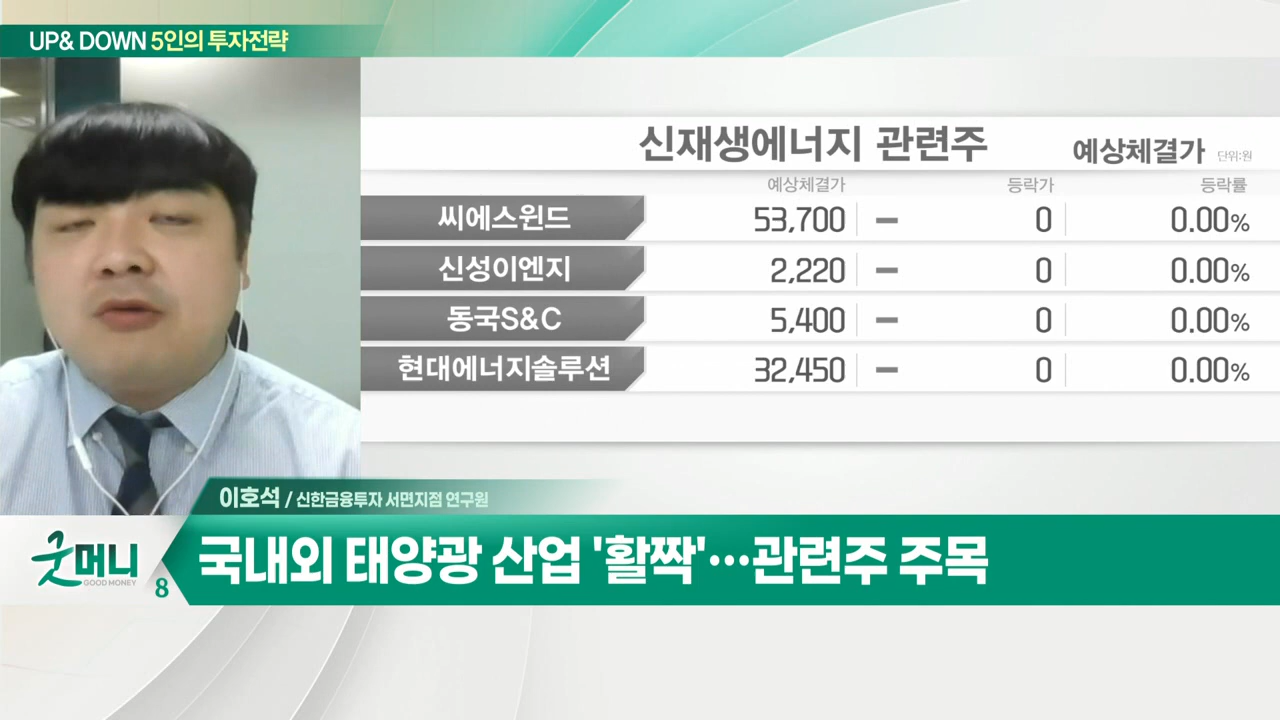 UP& DOWN 5인의 투자전략
신재생에너지 관련주
예상체결가 단위:원
예상체결가 등락가 등락률
씨에스윈드 53,700 － 0 0.00%
신성이엔지 2,220 － 0 0.00%
동국S&C 5,400 － 0 0.00%
현대에너지솔루션 32,450 － 0 0.00%
이호석 / 신한금융투자 서면지점 연구원
굿머니
GOOD MONEY
8
국내외 태양광 산업 '활짝'…관련주 주목